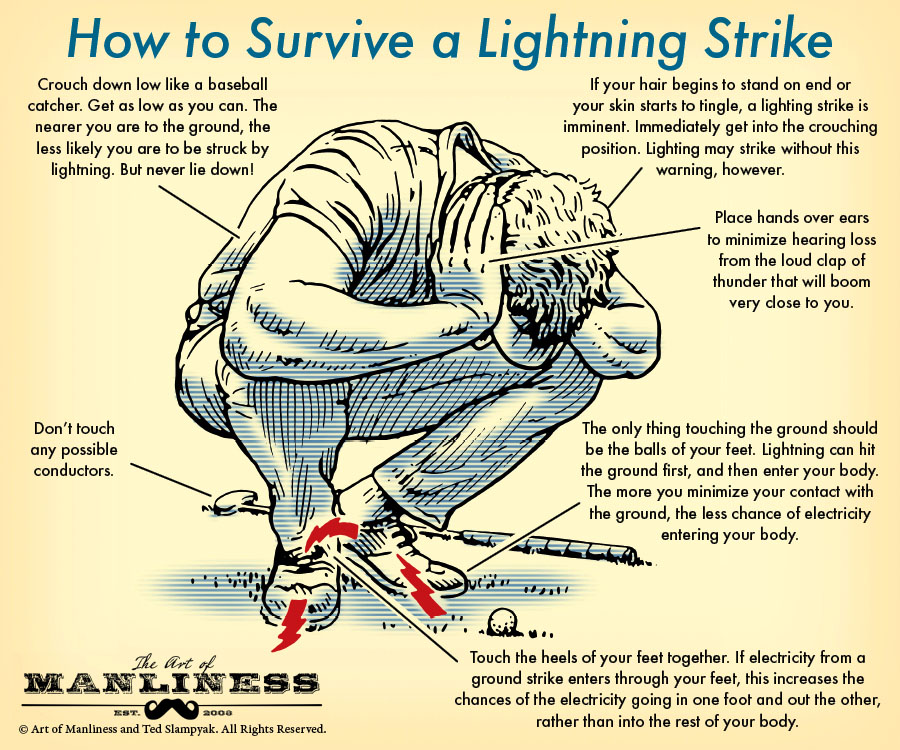 How to Survive a Lightning Strike
Crouch down low like a baseball
catcher. Get as low as you can. The
nearer you are to the ground, the
less likely you are to be struck by
lightning. But never lie down!
If your hair begins to stand on end or
your skin starts to tingle, a lighting strike is
imminent. Immediately get into the crouching
position. Lighting may strike without this
warning, however.
Place hands over ears
to minimize hearing loss
from the loud clap of
thunder that will boom
very close to you.
Don't touch
any possible
conductors.
The only thing touching the ground should
be the balls of your feet. Lightning can hit
the ground first, and then enter your body.
The more you minimize your contact with
the ground, the less chance of electricity
entering your body.
Touch the heels of your feet together. If electricity from a
ground strike enters through your feet, this increases the
chances of the electricity going in one foot and out the other,
rather than into the rest of your body.
The Art of
MANLINESS
EST. 2008
© Art of Manliness and Ted Slampyak. All Rights Reserved.